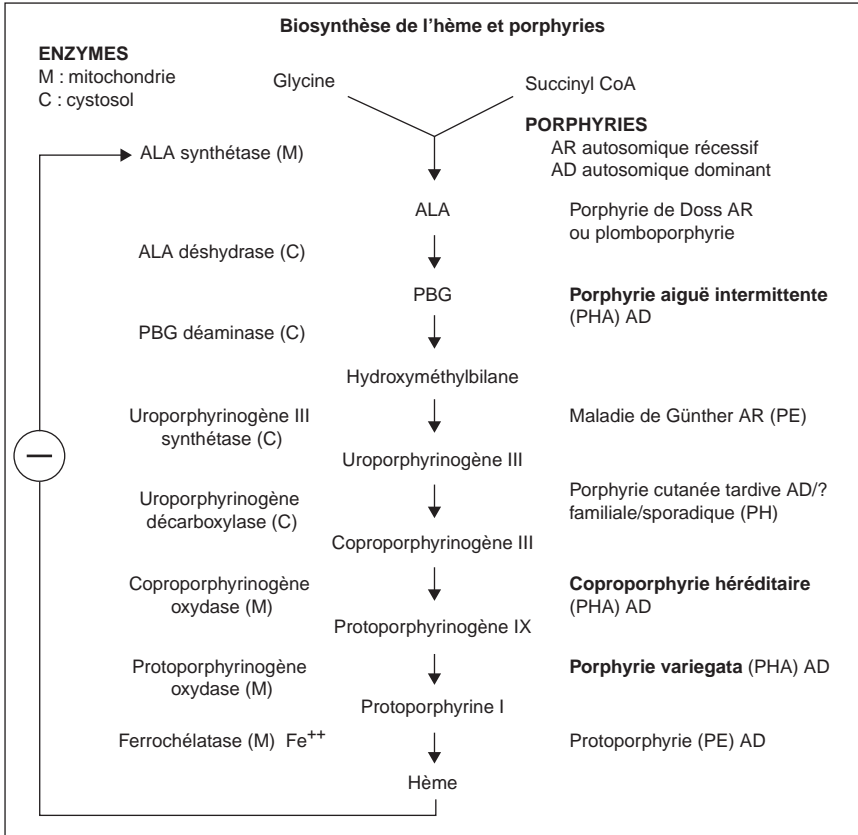 Biosynthèse de l'hème et porphyries
ENZYMES
M : mitochondrie
C : cystosol
Glycine
Succinyl CoA
PORPHYRIES
AR autosomique récessif
AD autosomique dominant
ALA synthétase (M)
ALA
Porphyrie de Doss AR
ou plomboporphyrie
ALA déshydrase (C)
PBG
Porphyrie aiguë intermittente
(PHA) AD
PBG déaminase (C)
Hydroxyméthylbilane
Uroporphyrinogène III
synthétase (C)
Maladie de Günther AR (PE)
Uroporphyrinogène III
Uroporphyrinogène
décarboxylase (C)
Porphyrie cutanée tardive AD/?
familiale/sporadique (PH)
Coproporphyrinogène III
Coproporphyrinogène
oxydase (M)
Coproporphyrie héréditaire
(PHA) AD
Protoporphyrinogène IX
Protoporphyrinogène
oxydase (M)
Porphyrie variegata (PHA) AD
Protoporphyrine I
Ferrochélatase (M) Fe++
Protoporphyrie (PE) AD
Hème